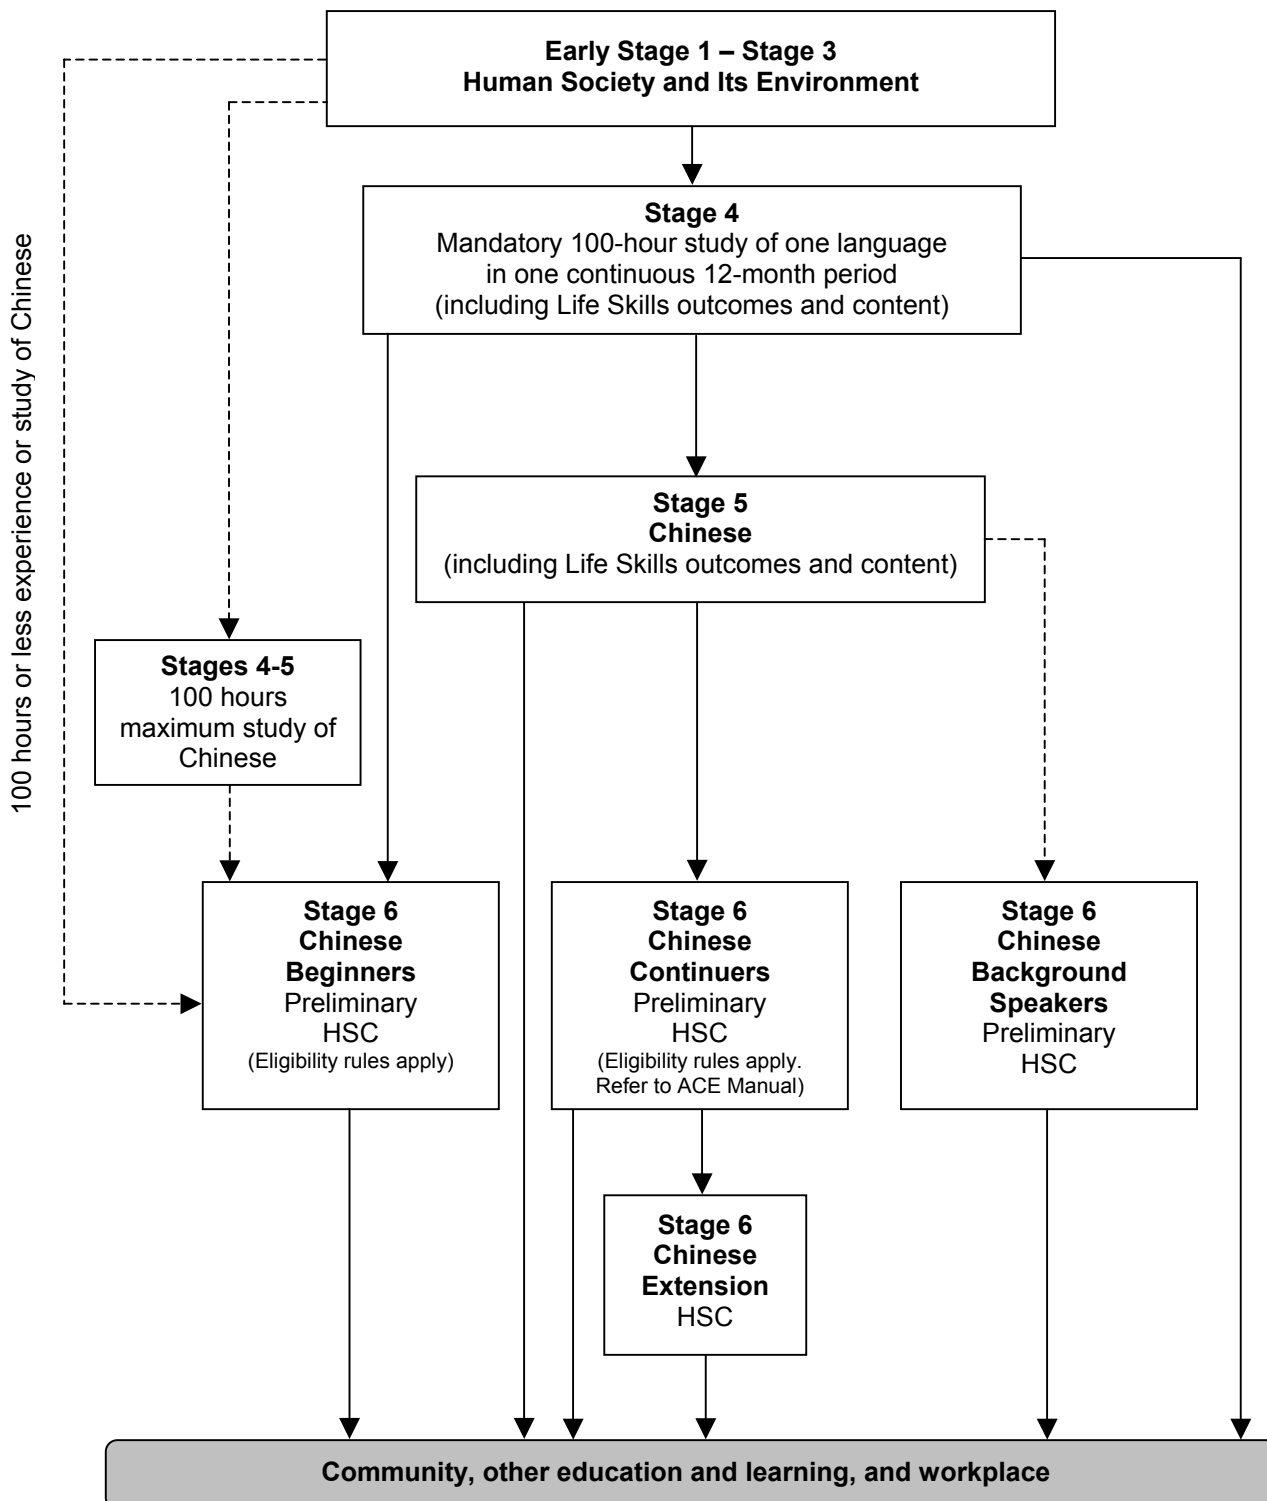 Early Stage 1 – Stage 3
Human Society and Its Environment
100 hours or less experience or study of Chinese
Stage 4
Mandatory 100-hour study of one language
in one continuous 12-month period
(including Life Skills outcomes and content)
Stage 5
Chinese
(including Life Skills outcomes and content)
Stages 4-5
100 hours
maximum study of
Chinese
Stage 6
Chinese
Beginners
Preliminary
HSC
(Eligibility rules apply)
Stage 6
Chinese
Continuers
Preliminary
HSC
(Eligibility rules apply.
Refer to ACE Manual)
Stage 6
Chinese
Background
Speakers
Preliminary
HSC
Stage 6
Chinese
Extension
HSC
Community, other education and learning, and workplace